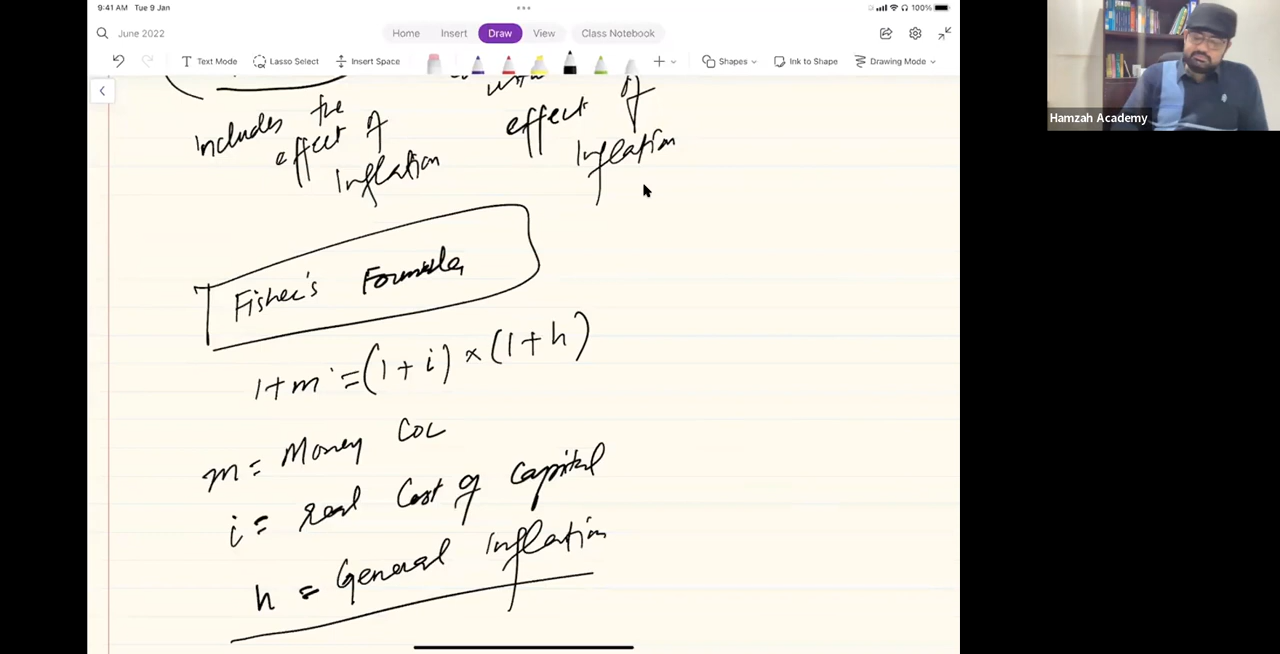 9:41 AM Tue 9 Jan
100%
June 2022
Home Insert Draw View Class Notebook
Text Mode Lasso Select Insert Space Shapes Ink to Shape Drawing Mode
Hamzah Academy
includes the
effect of
inflation
effect of
inflation
Fisher's Formula
1+m = (1+i) × (1+h)
m = Money COC
i = real Cost of Capital
h = General Inflation